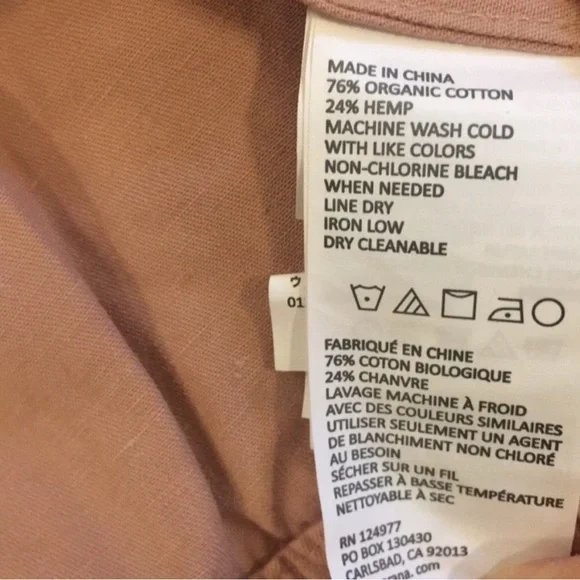 MADE IN CHINA
76% ORGANIC COTTON
24% HEMP
MACHINE WASH COLD
WITH LIKE COLORS
NON-CHLORINE BLEACH
WHEN NEEDED
LINE DRY
IRON LOW
DRY CLEANABLE
ウ
01
FABRIQUÉ EN CHINE
76% COTON BIOLOGIQUE
24% CHANVRE
LAVAGE MACHINE À FROID
AVEC DES COULEURS SIMILAIRES
UTILISER SEULEMENT UN AGENT
DE BLANCHIMENT NON CHLORÉ
AU BESOIN
SÉCHER SUR UN FIL
REPASSER À BASSE TEMPÉRATURE
NETTOYABLE À SEC
RN 124977
PO BOX 130430
CARLSBAD, CA 92013